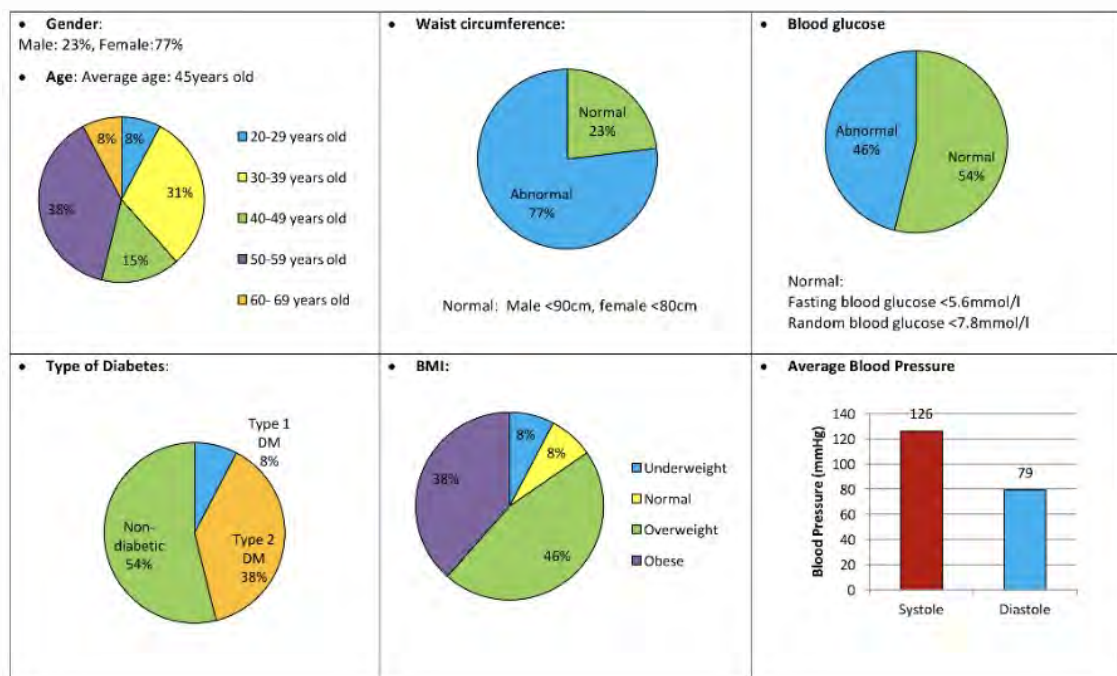 • Gender:
Male: 23%, Female:77%
• Age: Average age: 45years old
8%
8%
31%
38%
15%
20-29 years old
30-39 years old
40-49 years old
50-59 years old
60- 69 years old
• Waist circumference:
Normal
23%
Abnormal
77%
Normal: Male <90cm, female <80cm
• Blood glucose
Abnormal
46%
Normal
54%
Normal:
Fasting blood glucose <5.6mmol/l
Random blood glucose <7.8mmol/l
• Type of Diabetes:
Type 1
DM
8%
Non-
diabetic
54%
Type 2
DM
38%
• BMI:
8%
8%
38%
46%
Underweight
Normal
Overweight
Obese
• Average Blood Pressure
Blood Pressure (mmHg)
140
120
100
80
60
40
20
0
126
79
Systole
Diastole